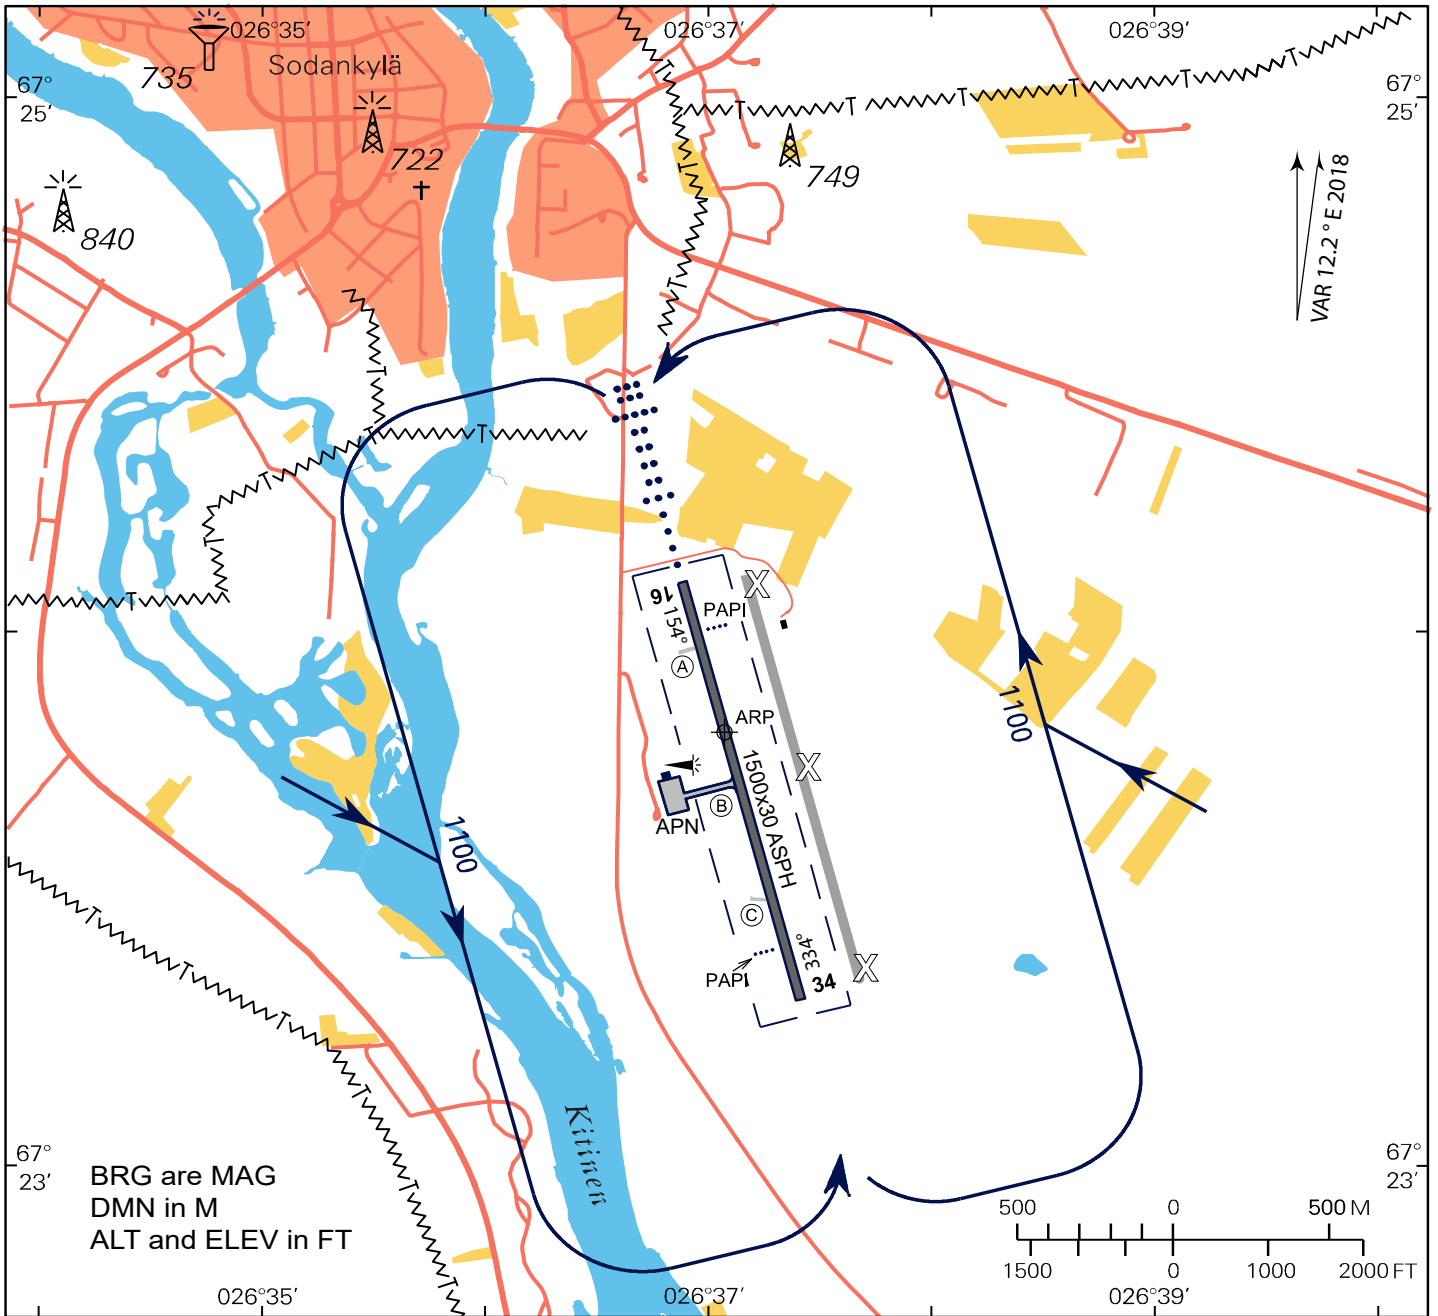 026°35′
026°37′
026°39′
735
Sodankylä
67°
25′
67°
25′
722
749
840
VAR 12.2° E 2018
16
154°
PAPI
A
ARP
1100
1500x30 ASPH
B
APN
1100
C
334°
PAPI
34
X
X
X
Kitinen
67°
23′
67°
23′
BRG are MAG
DMN in M
ALT and ELEV in FT
500 0 500 M
1500 0 1000 2000 FT
026°35′
026°37′
026°39′